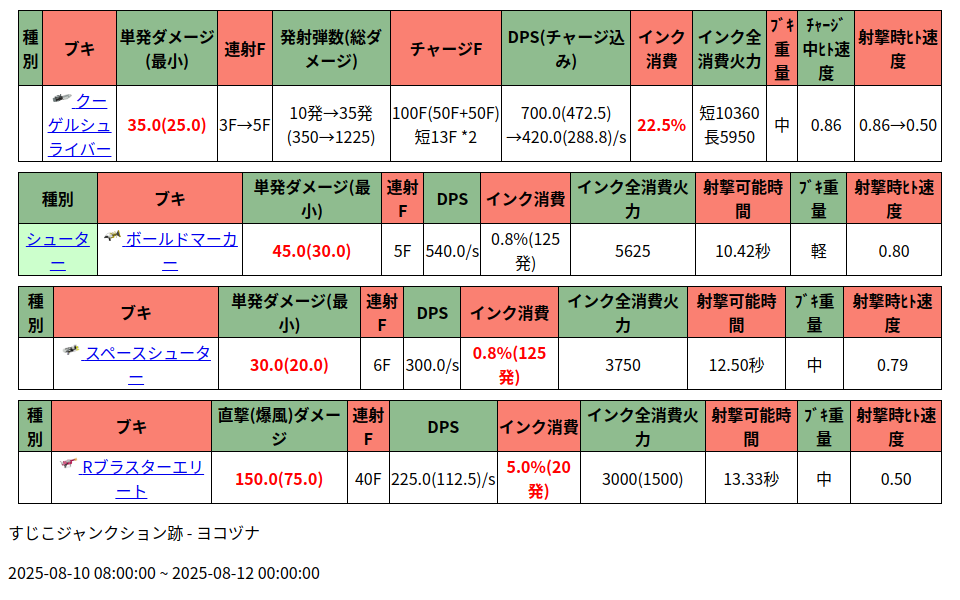 種別 ブキ 単発ダメージ(最小) 連射F 発射弾数(総ダメージ) チャージF DPS(チャージ込み) インク消費 インク全消費火力 ﾌﾞｷ重量 ﾁｬｰｼﾞ中ﾋﾄ速度 射撃時ﾋﾄ速度
クーゲルシュライバー 35.0(25.0) 3F→5F 10発→35発(350→1225) 100F(50F+50F)短13F *2 700.0(472.5)→420.0(288.8)/s 22.5% 短10360長5950 中 0.86 0.86→0.50
種別 ブキ 単発ダメージ(最小) 連射F DPS インク消費 インク全消費火力 射撃可能時間 ﾌﾞｷ重量 射撃時ﾋﾄ速度
シューター ボールドマーカー 45.0(30.0) 5F 540.0/s 0.8%(125発) 5625 10.42秒 軽 0.80
種別 ブキ 単発ダメージ(最小) 連射F DPS インク消費 インク全消費火力 射撃可能時間 ﾌﾞｷ重量 射撃時ﾋﾄ速度
スペースシューター 30.0(20.0) 6F 300.0/s 0.8%(125発) 3750 12.50秒 中 0.79
種別 ブキ 直撃(爆風)ダメージ 連射F DPS インク消費 インク全消費火力 射撃可能時間 ﾌﾞｷ重量 射撃時ﾋﾄ速度
Rブラスターエリート 150.0(75.0) 40F 225.0(112.5)/s 5.0%(20発) 3000(1500) 13.33秒 中 0.50
すじこジャンクション跡 - ヨコヅナ
2025-08-10 08:00:00 ~ 2025-08-12 00:00:00